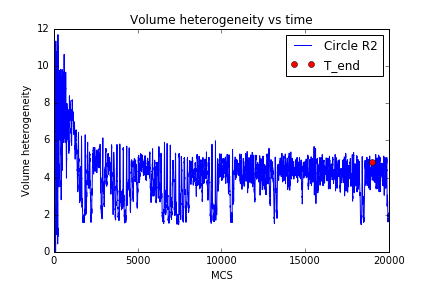 Volume heterogeneity vs time
12
10
8
6
4
2
0
Volume heterogeneity
Circle R2
T_end
0
5000
10000
15000
20000
MCS